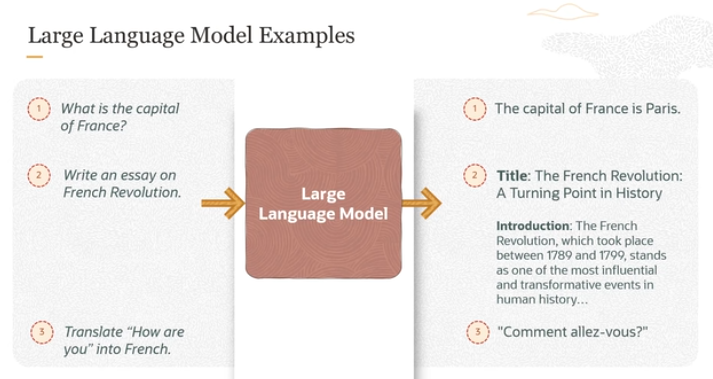 Large Language Model Examples
1
What is the capital
of France?
2
Write an essay on
French Revolution.
3
Translate “How are
you” into French.
Large
Language Model
1
The capital of France is Paris.
2
Title: The French Revolution:
A Turning Point in History
Introduction: The French
Revolution, which took place
between 1789 and 1799, stands
as one of the most influential
and transformative events in
human history...
3
"Comment allez-vous?"